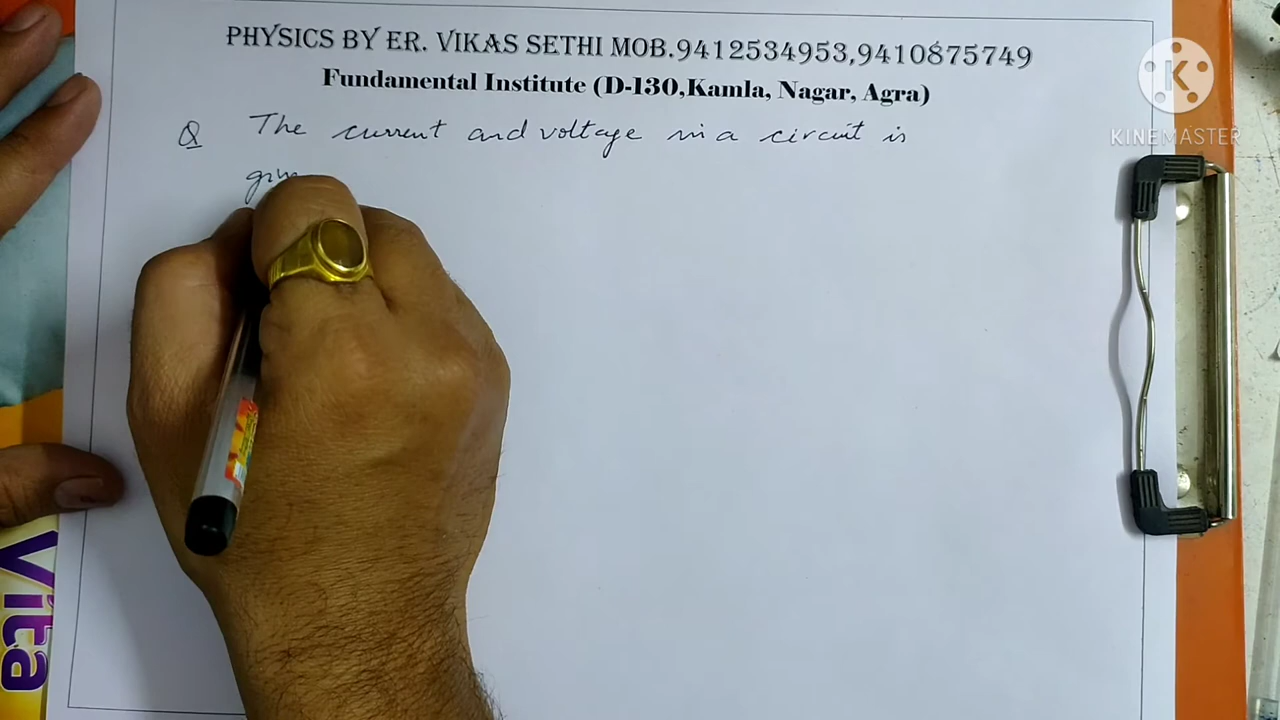 PHYSICS BY ER. VIKAS SETHI MOB.9412534953,9410875749
Fundamental Institute (D-130,Kamla, Nagar, Agra)
Q The current and voltage in a circuit is
KINEMASTER
Vita